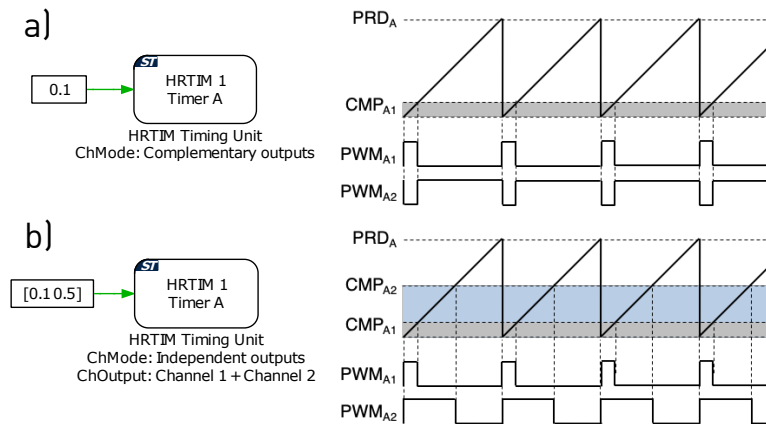 a)
0.1
ST
HRTIM 1
Timer A
HRTIM Timing Unit
ChMode: Complementary outputs
PRDA
CMPA1
PWMA1
PWMA2
b)
[0.1 0.5]
ST
HRTIM 1
Timer A
HRTIM Timing Unit
ChMode: Independent outputs
ChOutput: Channel 1 + Channel 2
PRDA
CMPA2
CMPA1
PWMA1
PWMA2